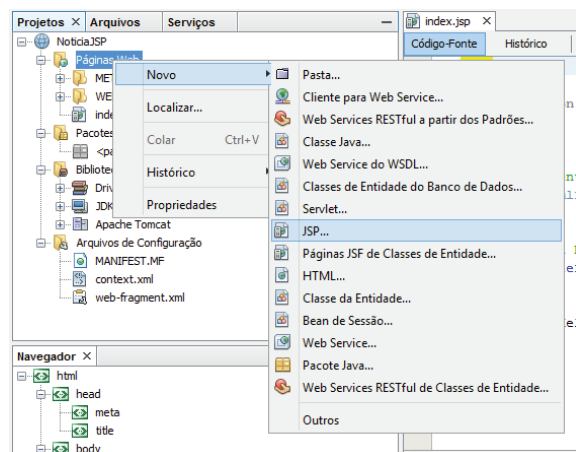 Projetos × Arquivos Serviços
NoticiaJSP
Páginas Web
Pacotes
Apache Tomcat
Arquivos de Configuração
MANIFEST.MF
context.xml
web-fragment.xml
Novo
Localizar...
Colar Ctrl+V
Histórico
Propriedades
Pasta...
Cliente para Web Service...
Web Services RESTful a partir dos Padrões...
Classe Java...
Web Service do WSDL...
Classes de Entidade do Banco de Dados...
Servlet...
JSP...
Páginas JSF de Classes de Entidade...
HTML...
Classe da Entidade...
Bean de Sessão...
Web Service...
Pacote Java...
Web Services RESTful de Classes de Entidade...
Outros
index.jsp ×
Código-Fonte Histórico
Navegador ×
html
head
meta
title
body